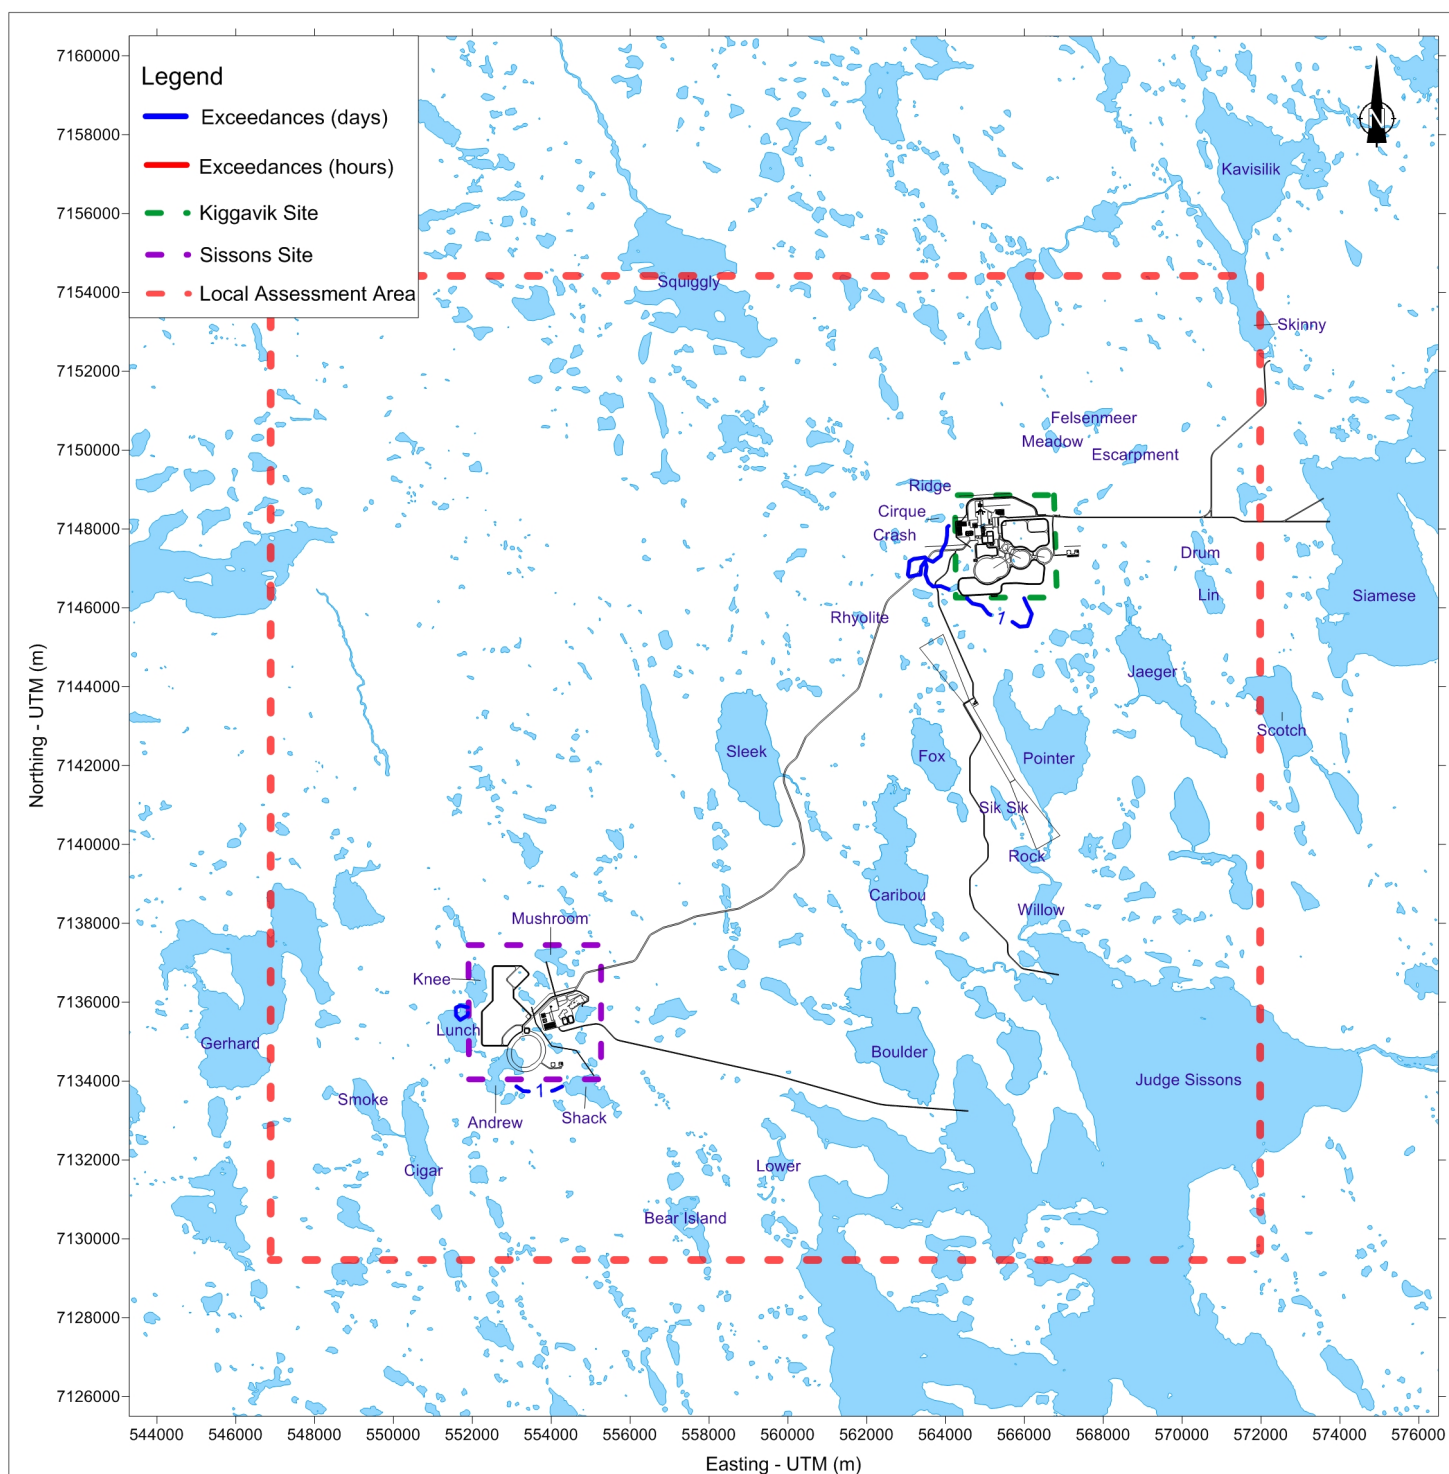 Legend
Exceedances (days)
Exceedances (hours)
Kiggavik Site
Sissons Site
Local Assessment Area
N
7160000
7158000
7156000
7154000
7152000
7150000
7148000
7146000
7144000
7142000
7140000
7138000
7136000
7134000
7132000
7130000
7128000
7126000
Northing - UTM (m)
Kavisilik
Squiggly
Skinny
Felsenmeer
Meadow
Escarpment
Ridge
Cirque
Crash
Drum
Lin
Siamese
Rhyolite
1
Jaeger
Scotch
Sleek
Fox
Pointer
Sik Sik
Rock
Caribou
Willow
Mushroom
Knee
Lunch
Gerhard
Boulder
Judge Sissons
Smoke
1
Andrew
Shack
Cigar
Lower
Bear Island
544000 546000 548000 550000 552000 554000 556000 558000 560000 562000 564000 566000 568000 570000 572000 574000 576000
Easting - UTM (m)